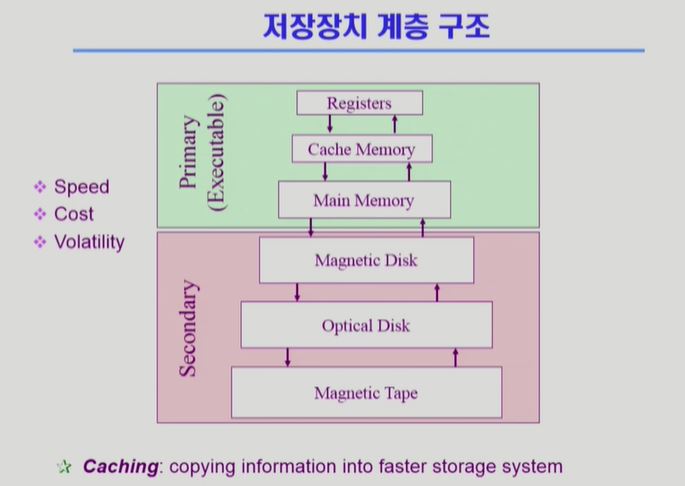 저장장치 계층 구조
Primary
(Executable)
Registers
Cache Memory
Main Memory
Speed
Cost
Volatility
Secondary
Magnetic Disk
Optical Disk
Magnetic Tape
Caching: copying information into faster storage system